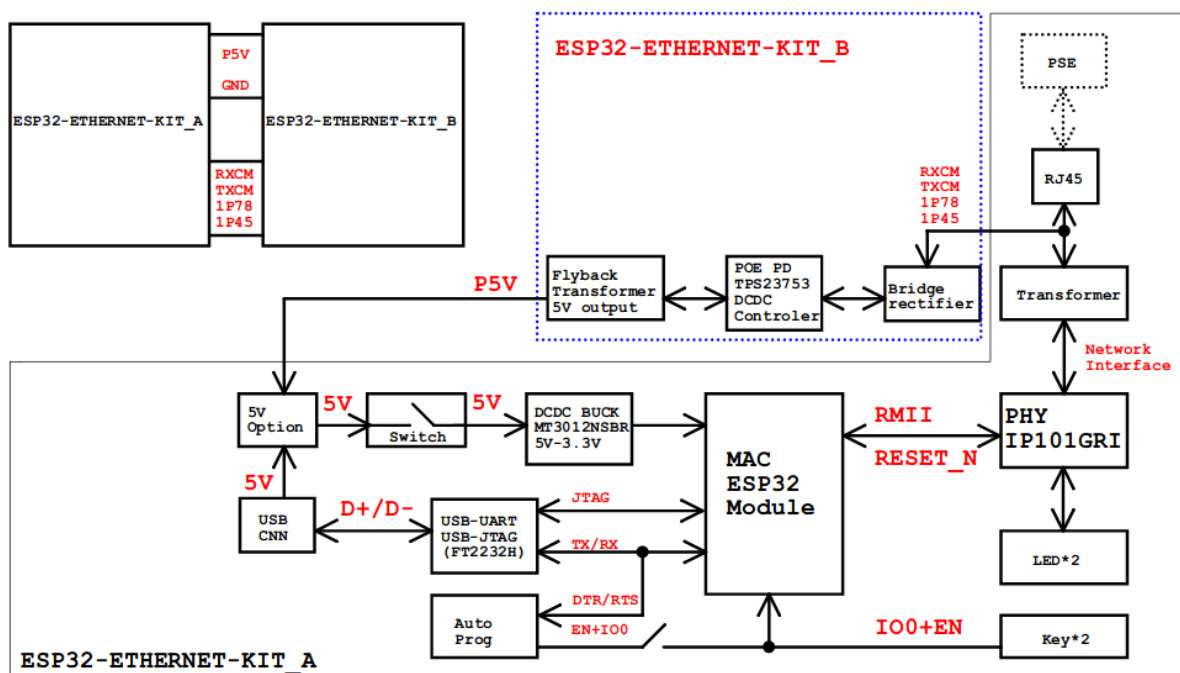 ESP32-ETHERNET-KIT_A
P5V
GND
RXCM
TXCM
1P78
1P45
ESP32-ETHERNET-KIT_B
ESP32-ETHERNET-KIT_B
PSE
RJ45
RXCM
TXCM
1P78
1P45
P5V
Flyback
Transformer
5V output
POE PD
TPS23753
DCDC
Controler
Bridge
rectifier
Transformer
Network
Interface
5V
Option
5V
Switch
5V
DCDC BUCK
MT3012NSBR
5V-3.3V
MAC
ESP32
Module
RMII
RESET_N
PHY
IP101GRI
5V
USB
CNN
D+/D-
USB-UART
USB-JTAG
(FT2232H)
JTAG
TX/RX
LED*2
Auto
Prog
DTR/RTS
EN+IO0
IO0+EN
Key*2
ESP32-ETHERNET-KIT_A